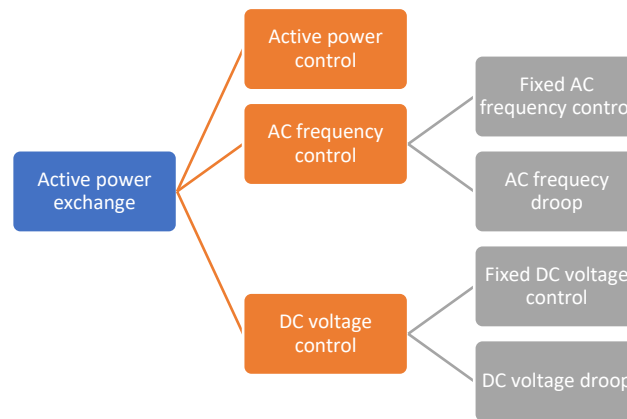 Active power
exchange
Active power
control
AC frequency
control
Fixed AC
frequency control
AC frequecy
droop
DC voltage
control
Fixed DC voltage
control
DC voltage droop